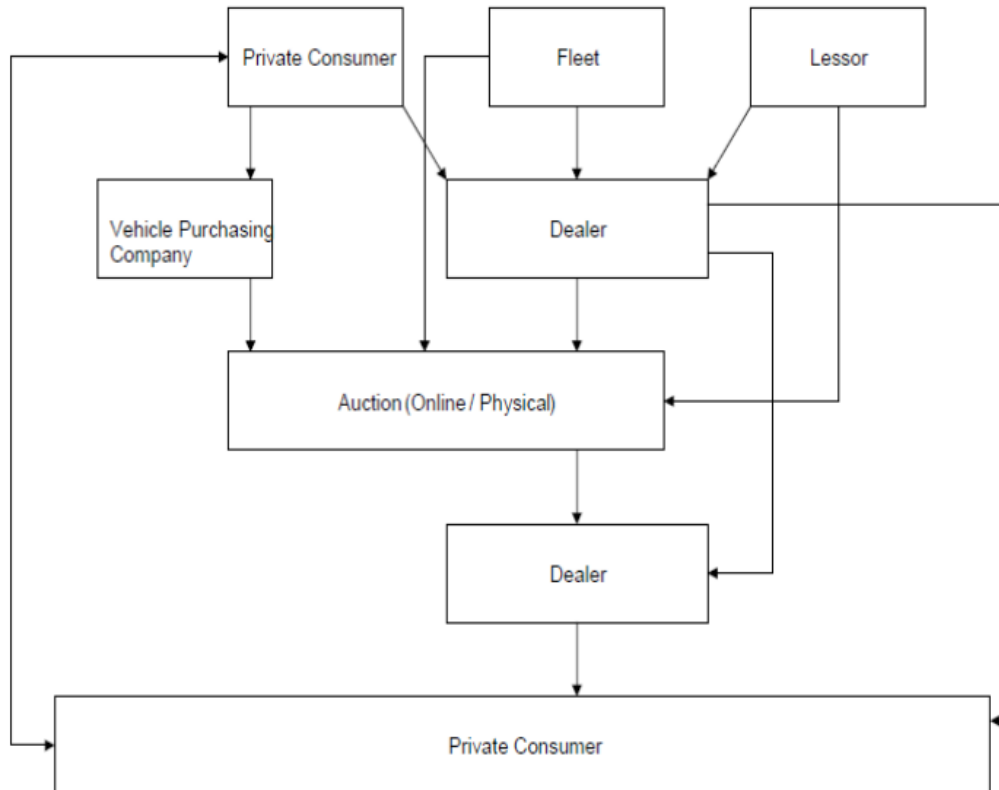 Private Consumer
Fleet
Lessor
Vehicle Purchasing
Company
Dealer
Auction (Online / Physical)
Dealer
Private Consumer